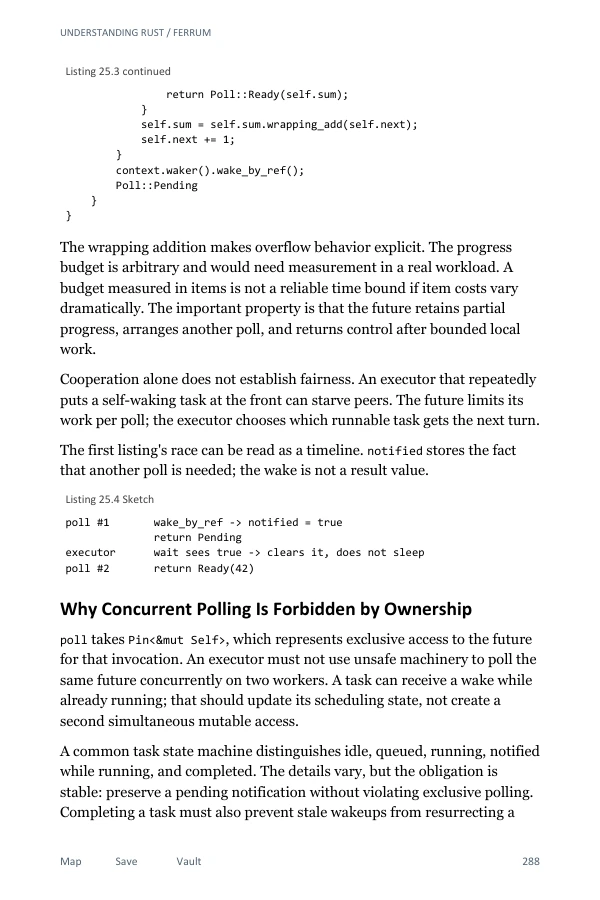 UNDERSTANDING RUST / FERRUM
Listing 25.3 continued
                return Poll::Ready(self.sum);
            }
            self.sum = self.sum.wrapping_add(self.next);
            self.next += 1;
        }
        context.waker().wake_by_ref();
        Poll::Pending
    }
}
The wrapping addition makes overflow behavior explicit. The progress
budget is arbitrary and would need measurement in a real workload. A
budget measured in items is not a reliable time bound if item costs vary
dramatically. The important property is that the future retains partial
progress, arranges another poll, and returns control after bounded local
work.
Cooperation alone does not establish fairness. An executor that repeatedly
puts a self-waking task at the front can starve peers. The future limits its
work per poll; the executor chooses which runnable task gets the next turn.
The first listing's race can be read as a timeline. notified stores the fact
that another poll is needed; the wake is not a result value.
Listing 25.4 Sketch
poll #1       wake_by_ref -> notified = true
              return Pending
executor      wait sees true -> clears it, does not sleep
poll #2       return Ready(42)
Why Concurrent Polling Is Forbidden by Ownership
poll takes Pin<&mut Self>, which represents exclusive access to the future
for that invocation. An executor must not use unsafe machinery to poll the
same future concurrently on two workers. A task can receive a wake while
already running; that should update its scheduling state, not create a
second simultaneous mutable access.
A common task state machine distinguishes idle, queued, running, notified
while running, and completed. The details vary, but the obligation is
stable: preserve a pending notification without violating exclusive polling.
Completing a task must also prevent stale wakeups from resurrecting a
Map Save Vault 288